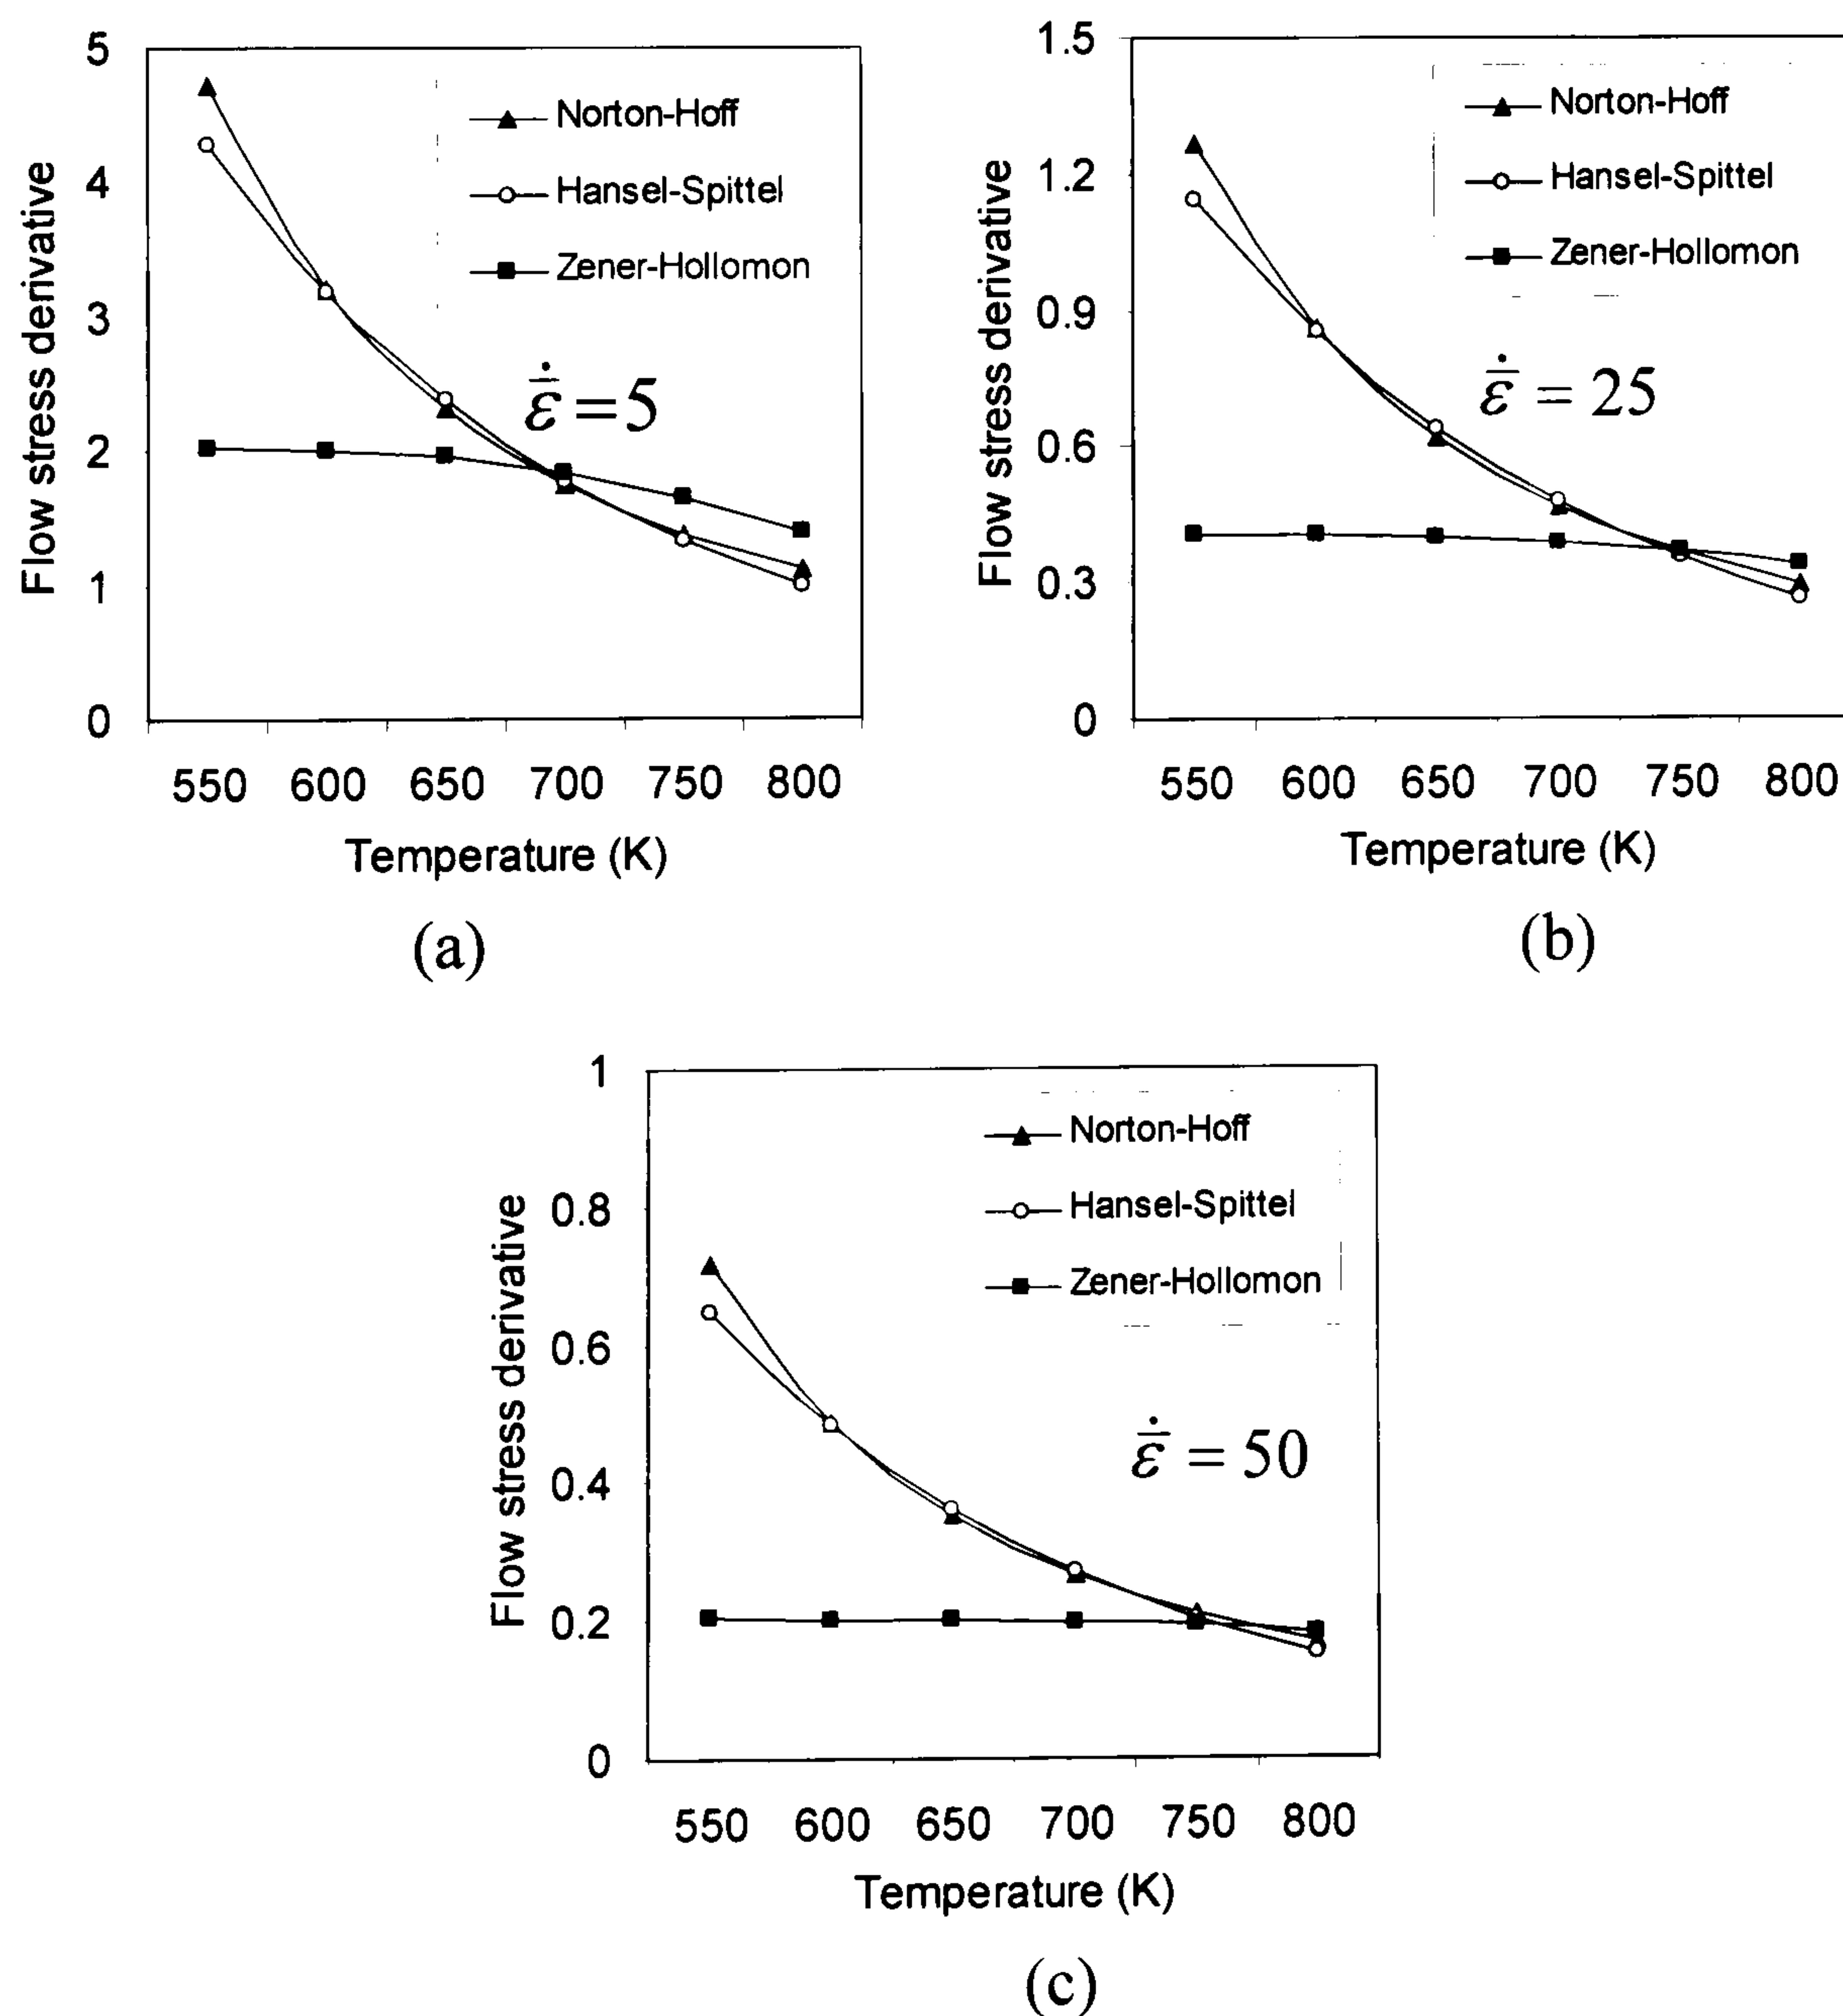 5
4
3
2
1
0
Flow stress derivative
Norton-Hoff
Hansel-Spittel
Zener-Hollomon
ε̄̇ = 5
550 600 650 700 750 800
Temperature (K)
(a)
1.5
1.2
0.9
0.6
0.3
0
Flow stress derivative
Norton-Hoff
Hansel-Spittel
Zener-Hollomon
ε̄̇ = 25
550 600 650 700 750 800
Temperature (K)
(b)
1
0.8
0.6
0.4
0.2
0
Flow stress derivative
Norton-Hoff
Hansel-Spittel
Zener-Hollomon
ε̄̇ = 50
550 600 650 700 750 800
Temperature (K)
(c)